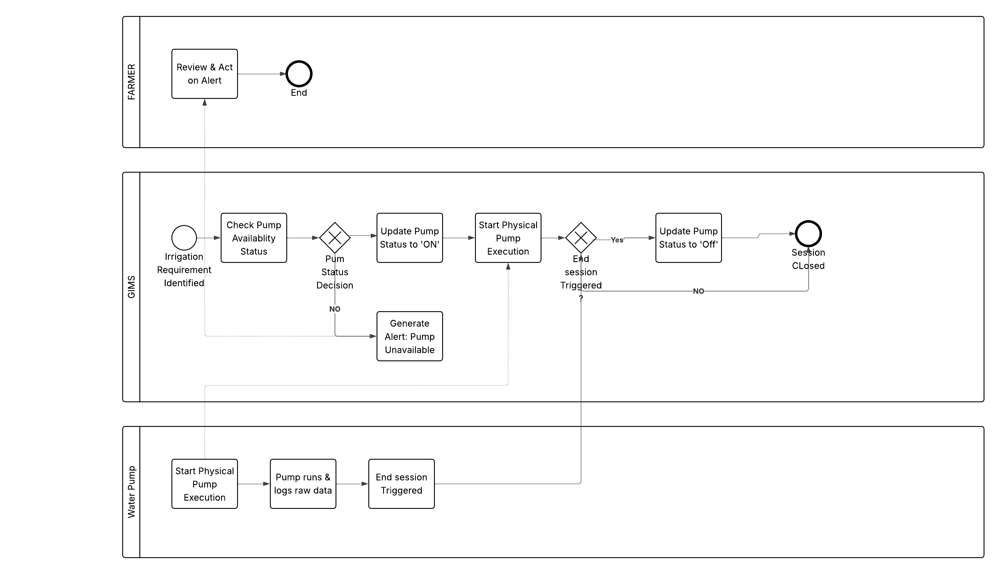 FARMER
Review & Act
on Alert
End
GIMS
Irrigation
Requirement
Identified
Check Pump
Availablity
Status
Pum
Status
Decision
NO
Update Pump
Status to 'ON'
Generate
Alert: Pump
Unavailable
Start Physical
Pump
Execution
End
session
Triggered
?
Yes
NO
Update Pump
Status to 'Off'
Session
CLosed
Water Pump
Start Physical
Pump
Execution
Pump runs &
logs raw data
End session
Triggered